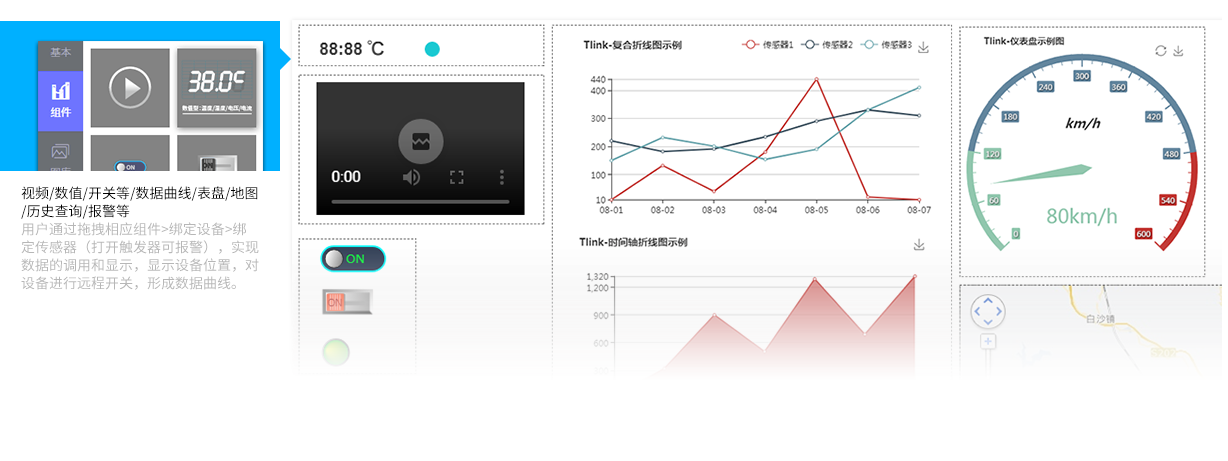 基本
组件
38.0℃
数值型:温度/湿度/电压/电流
ON
ON
视频/数值/开关等/数据曲线/表盘/地图
/历史查询/报警等
用户通过拖拽相应组件>绑定设备>绑
定传感器（打开触发器可报警），实现
数据的调用和显示，显示设备位置，对
设备进行远程开关，形成数据曲线。
88:88 ℃
0:00
ON
ON
Tlink-复合折线图示例
传感器1 传感器2 传感器3
440
400
300
200
100
10
08-01 08-02 08-03 08-04 08-05 08-06 08-07
Tlink-时间轴折线图示例
1,320
1,200
900
600
Tlink-仪表盘示例图
0
60
120
180
240
300
360
420
480
540
600
km/h
80km/h
白沙镇